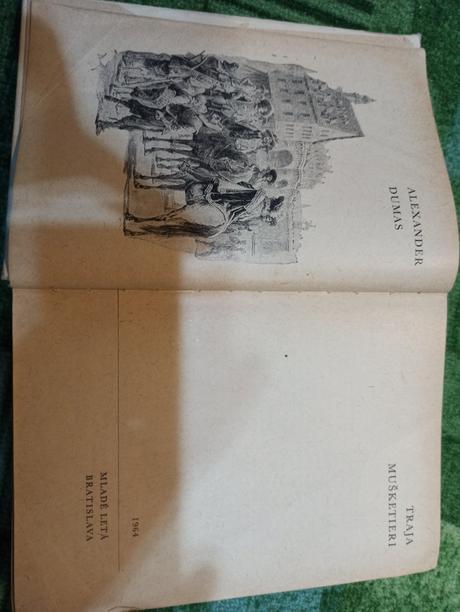 ALEXANDER
DUMAS
TRAJA
MUŠKETIERI
1964
MLADÉ LETÁ
BRATISLAVA